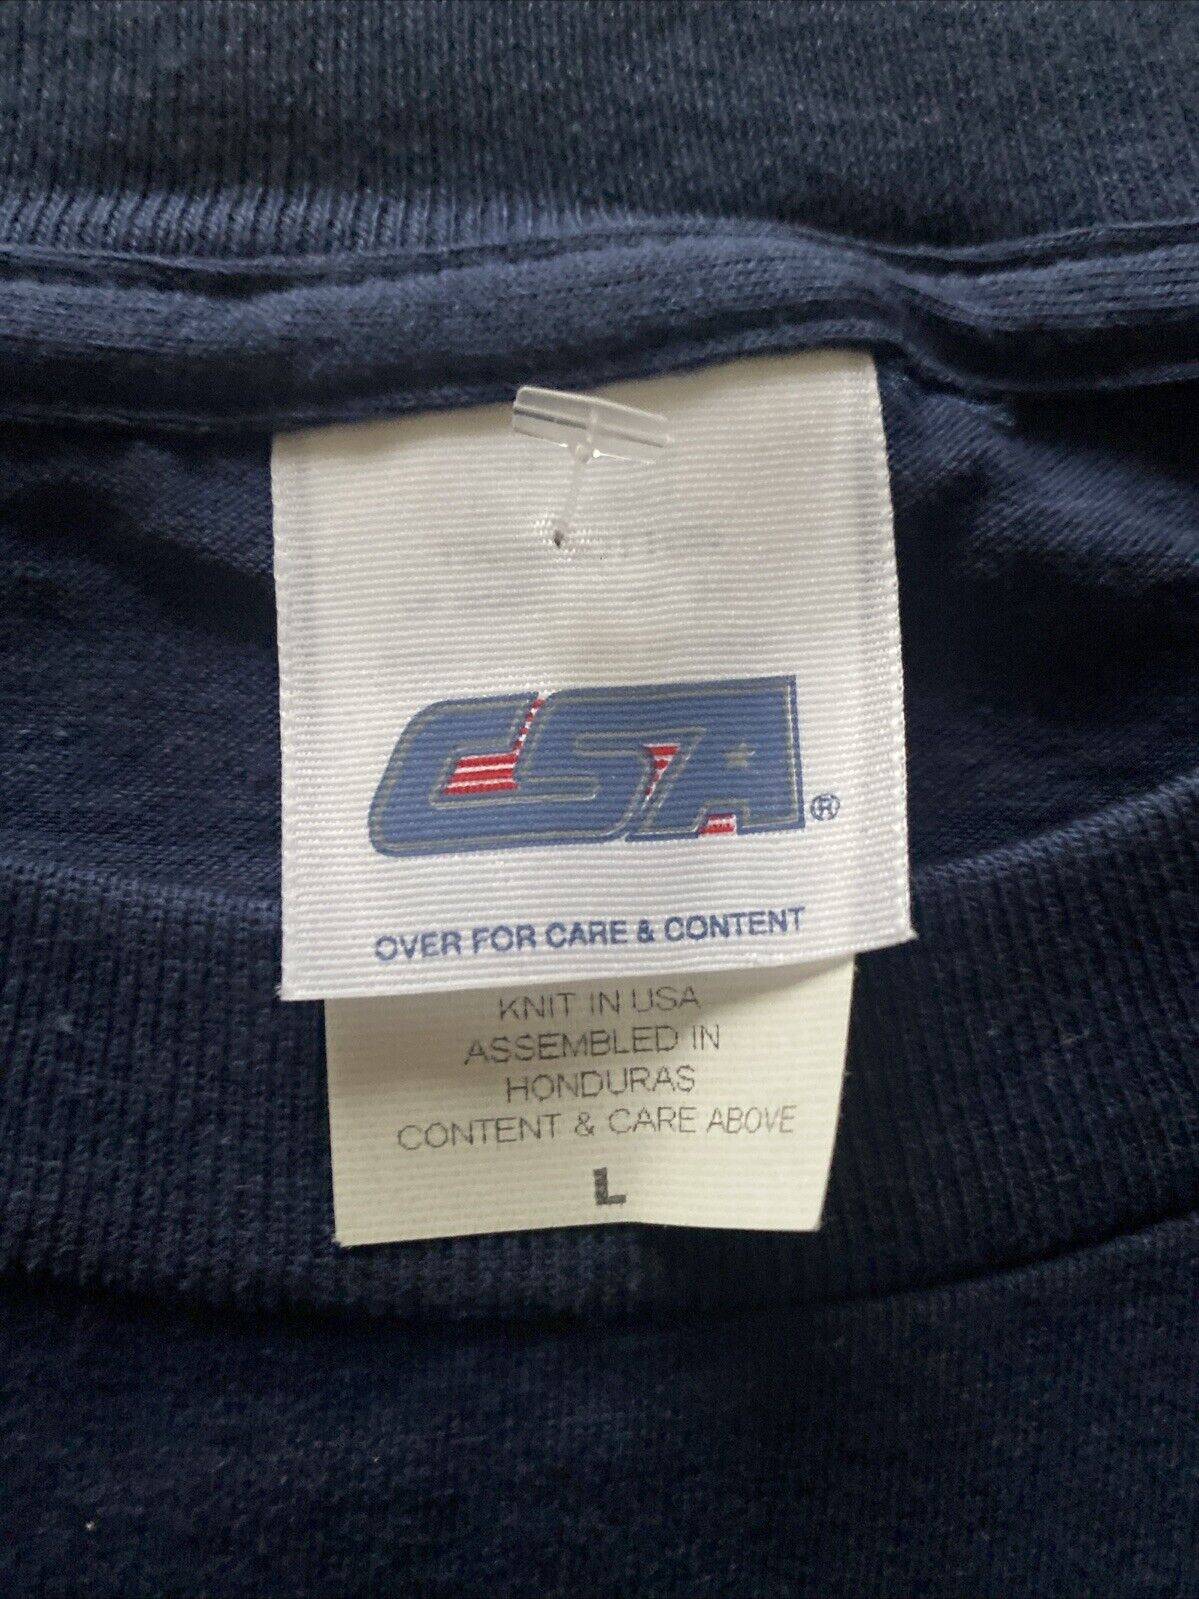 CSA®
OVER FOR CARE & CONTENT
KNIT IN USA
ASSEMBLED IN
HONDURAS
CONTENT & CARE ABOVE
L